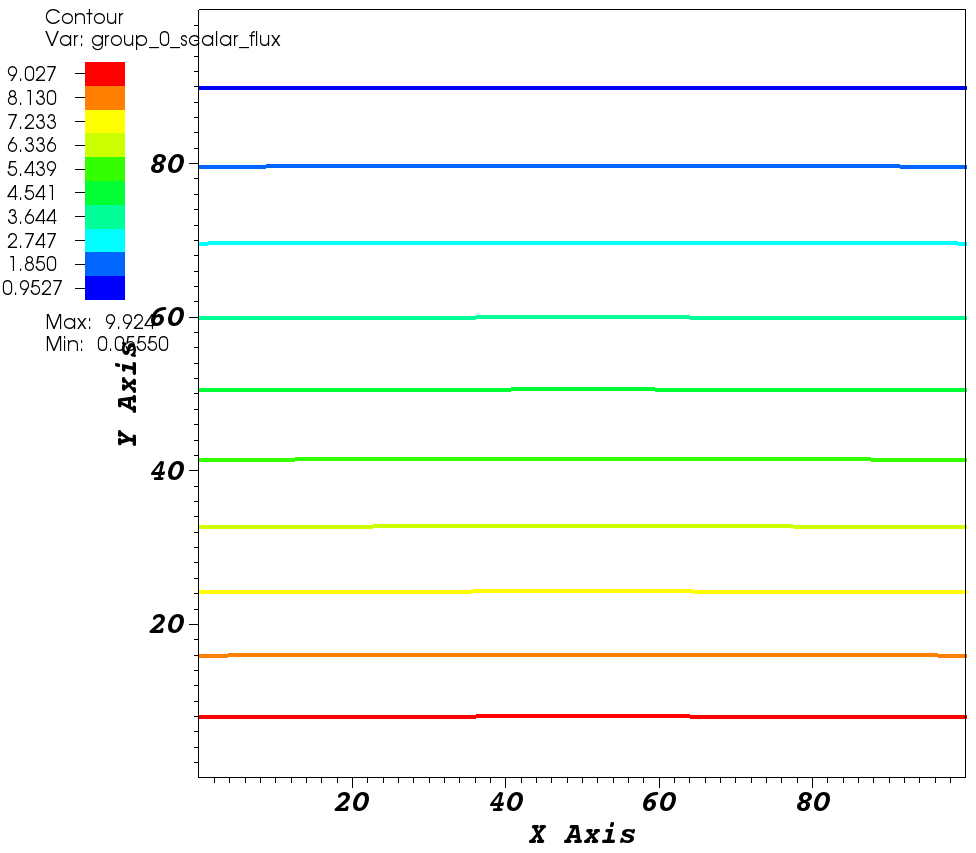 Contour
Var: group_0_scalar_flux
9.027
8.130
7.233
6.336
5.439
4.541
3.644
2.747
1.850
0.9527
Max: 9.924
Min: 0.05550
80
60
40
20
Y Axis
20 40 60 80
X Axis